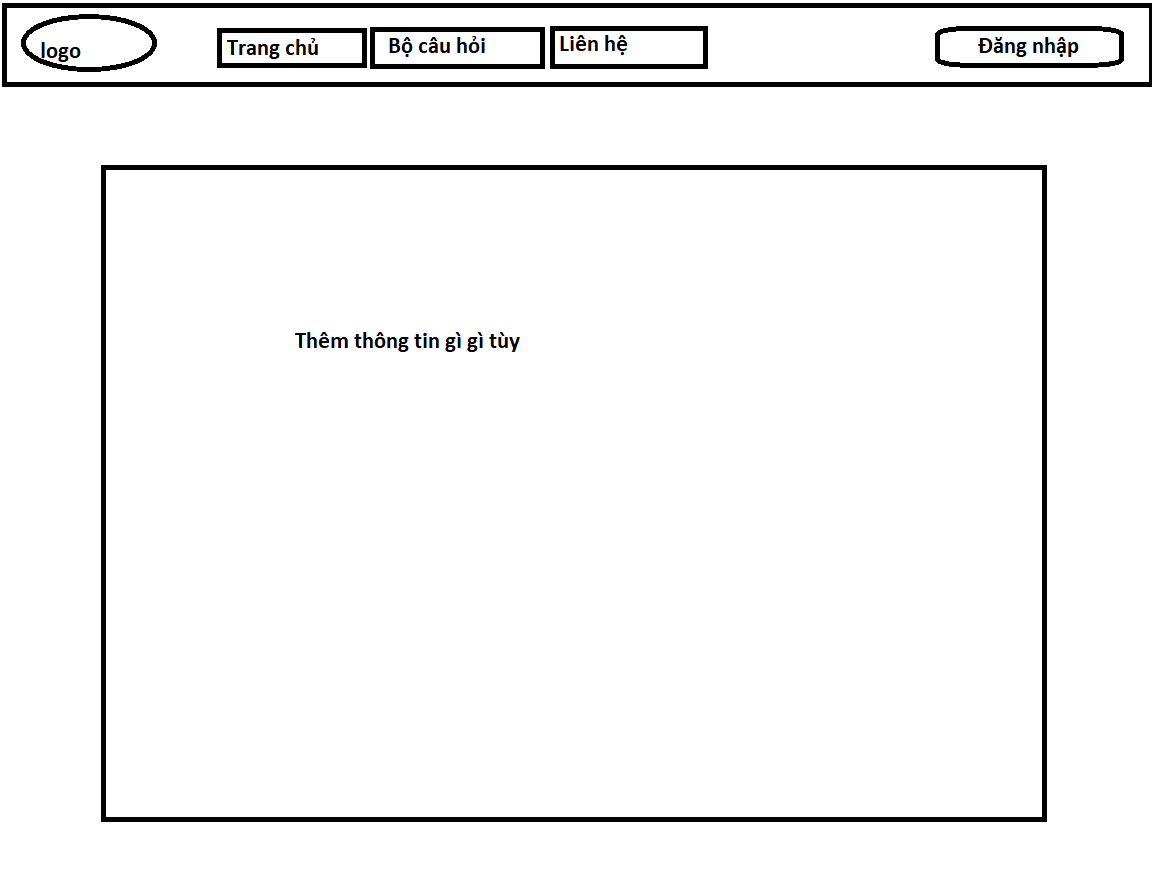 logo
Trang chủ
Bộ câu hỏi
Liên hệ
Đăng nhập
Thêm thông tin gì gì tùy